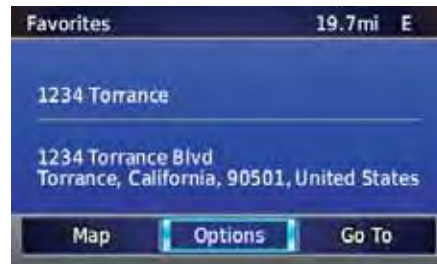 Favorites 19.7mi E
1234 Torrance
1234 Torrance Blvd
Torrance, California, 90501, United States
Map Options Go To